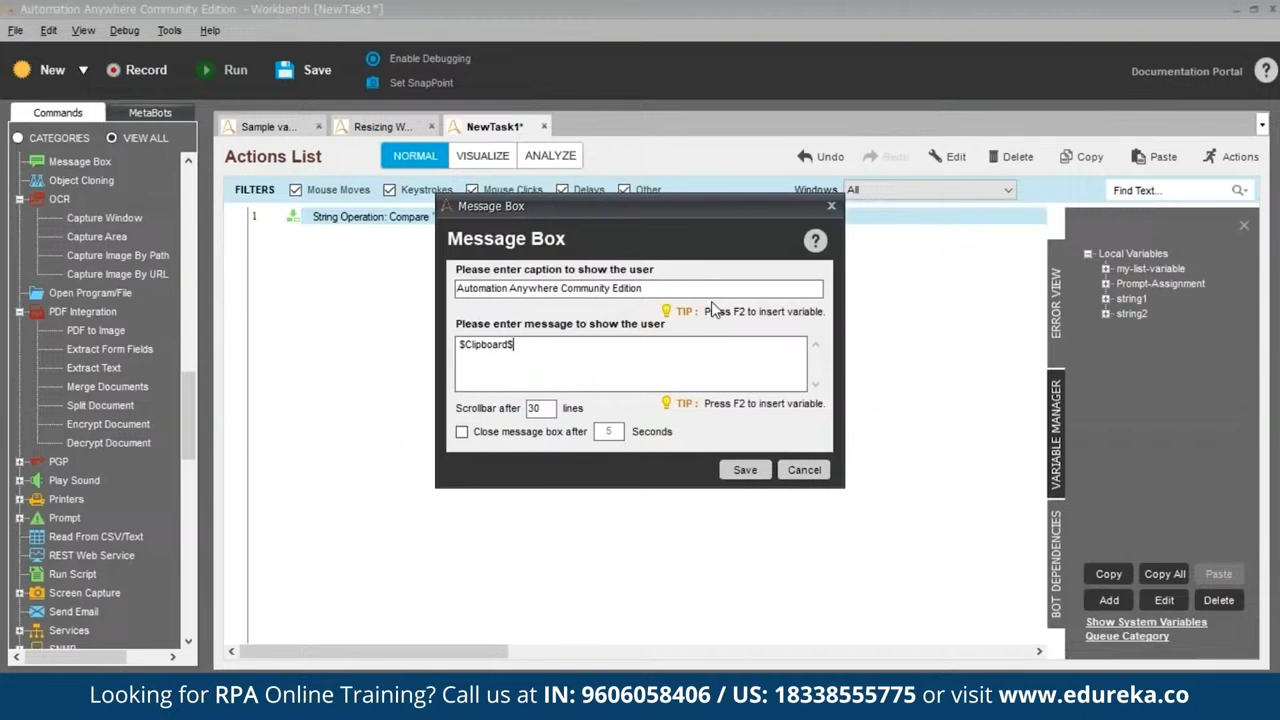 Automation Anywhere Community Edition - Workbench [NewTask1*]
File Edit View Debug Tools Help
New Record Run Save
Enable Debugging
Set SnapPoint
Documentation Portal ?
Commands MetaBots
CATEGORIES VIEW ALL
Message Box
Object Cloning
OCR
Capture Window
Capture Area
Capture Image By Path
Capture Image By URL
Open Program/File
PDF Integration
PDF to Image
Extract Form Fields
Extract Text
Merge Documents
Split Document
Encrypt Document
Decrypt Document
PGP
Play Sound
Printers
Prompt
Read From CSV/Text
REST Web Service
Run Script
Screen Capture
Send Email
Services
SNMP
Sample va... Resizing W... NewTask1*
Actions List NORMAL VISUALIZE ANALYZE Undo Redo Edit Delete Copy Paste Actions
FILTERS Mouse Moves Keystrokes Mouse Clicks Delays Other Windows All Find Text...
1 String Operation: Compare
Message Box
Message Box ?
Please enter caption to show the user
Automation Anywhere Community Edition
TIP : Press F2 to insert variable.
Please enter message to show the user
$Clipboard$
TIP : Press F2 to insert variable.
Scrollbar after 30 lines
Close message box after 5 Seconds
Save Cancel
ERROR VIEW
VARIABLE MANAGER
BOT DEPENDENCIES
Local Variables
my-list-variable
Prompt-Assignment
string1
string2
Copy Copy All Paste
Add Edit Delete
Show System Variables
Queue Category
Looking for RPA Online Training? Call us at IN: 9606058406 / US: 18338555775 or visit www.edureka.co